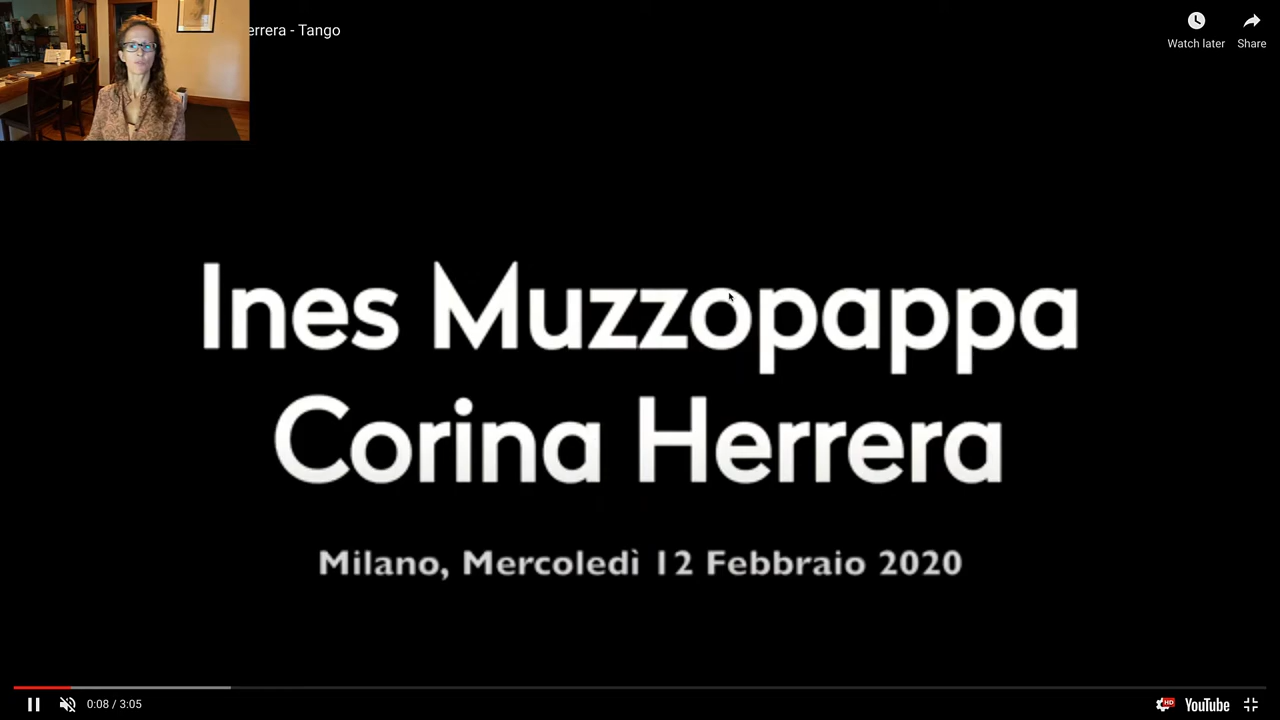 errera - Tango
Watch later
Share
Ines Muzzopappa
Corina Herrera
Milano, Mercoledì 12 Febbraio 2020
0:08 / 3:05
HD
YouTube